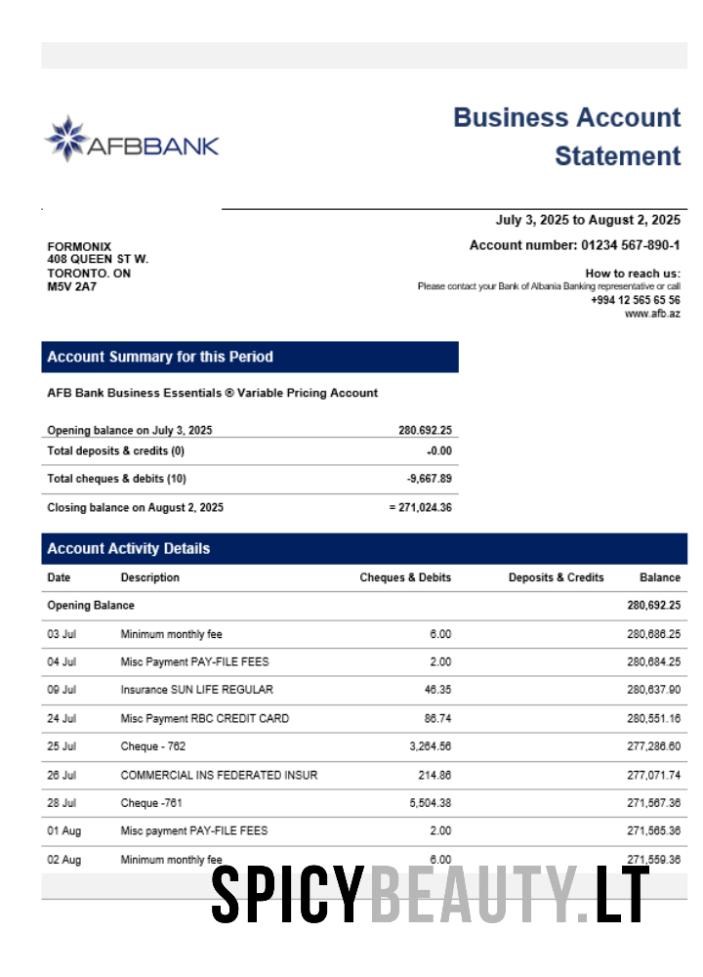 AFBBANK
Business Account
Statement
July 3, 2025 to August 2, 2025
Account number: 01234 567-890-1
FORMONIX
408 QUEEN ST W.
TORONTO. ON
M5V 2A7
How to reach us:
Please contact your Bank of Albania Banking representative or call
+994 12 565 65 56
www.afb.az
Account Summary for this Period
AFB Bank Business Essentials ® Variable Pricing Account
Opening balance on July 3, 2025 280.692.25
Total deposits & credits (0) -0.00
Total cheques & debits (10) -9,667.89
Closing balance on August 2, 2025 = 271,024.36
Account Activity Details
Date Description Cheques & Debits Deposits & Credits Balance
Opening Balance 280,692.25
03 Jul Minimum monthly fee 6.00 280,686.25
04 Jul Misc Payment PAY-FILE FEES 2.00 280,684.25
09 Jul Insurance SUN LIFE REGULAR 46.35 280,637.90
24 Jul Misc Payment RBC CREDIT CARD 86.74 280,551.16
25 Jul Cheque - 762 3,264.56 277,286.60
26 Jul COMMERCIAL INS FEDERATED INSUR 214.86 277,071.74
28 Jul Cheque -761 5,504.38 271,567.36
01 Aug Misc payment PAY-FILE FEES 2.00 271,565.36
02 Aug Minimum monthly fee 6.00 271,559.36
SPICYBEAUTY.LT